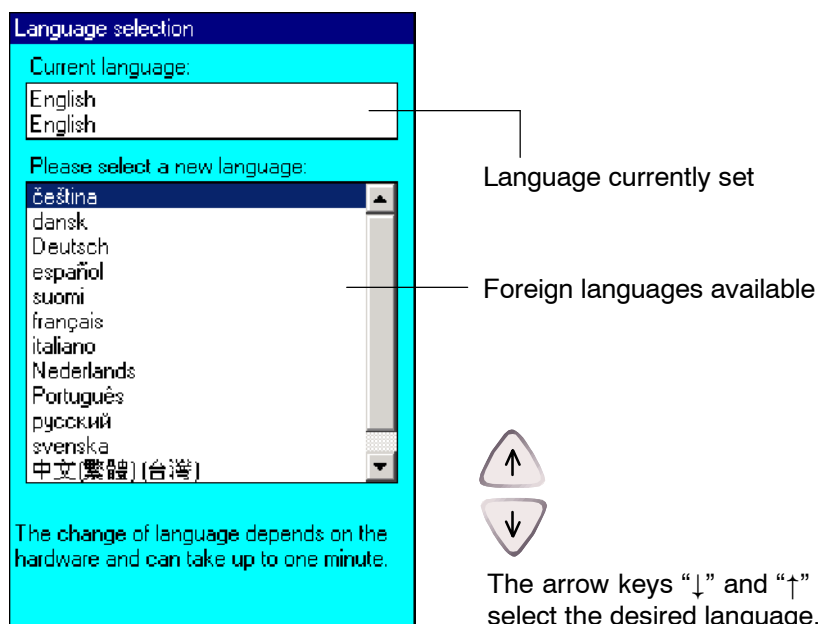 Language selection
Current language:
English
English
Please select a new language:
čeština
dansk
Deutsch
español
suomi
français
italiano
Nederlands
Português
русский
svenska
中文(繁體) (台灣)
The change of language depends on the
hardware and can take up to one minute.
Language currently set
Foreign languages available
The arrow keys “↓” and “↑”
select the desired language.